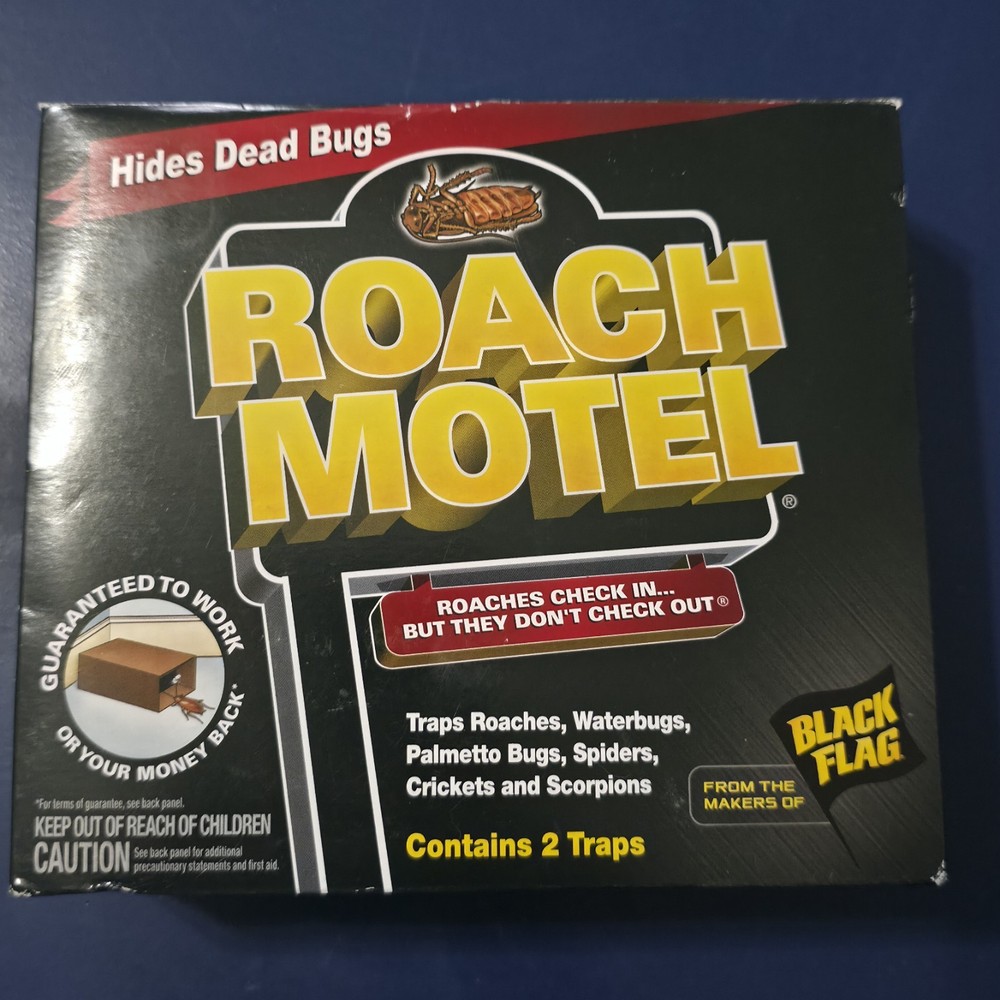 Hides Dead Bugs
ROACH
MOTEL®
ROACHES CHECK IN...
BUT THEY DON'T CHECK OUT®
GUARANTEED TO WORK
OR YOUR MONEY BACK*
Traps Roaches, Waterbugs,
Palmetto Bugs, Spiders,
Crickets and Scorpions
Contains 2 Traps
FROM THE
MAKERS OF
BLACK
FLAG
*For terms of guarantee, see back panel.
KEEP OUT OF REACH OF CHILDREN
CAUTION See back panel for additional
precautionary statements and first aid.